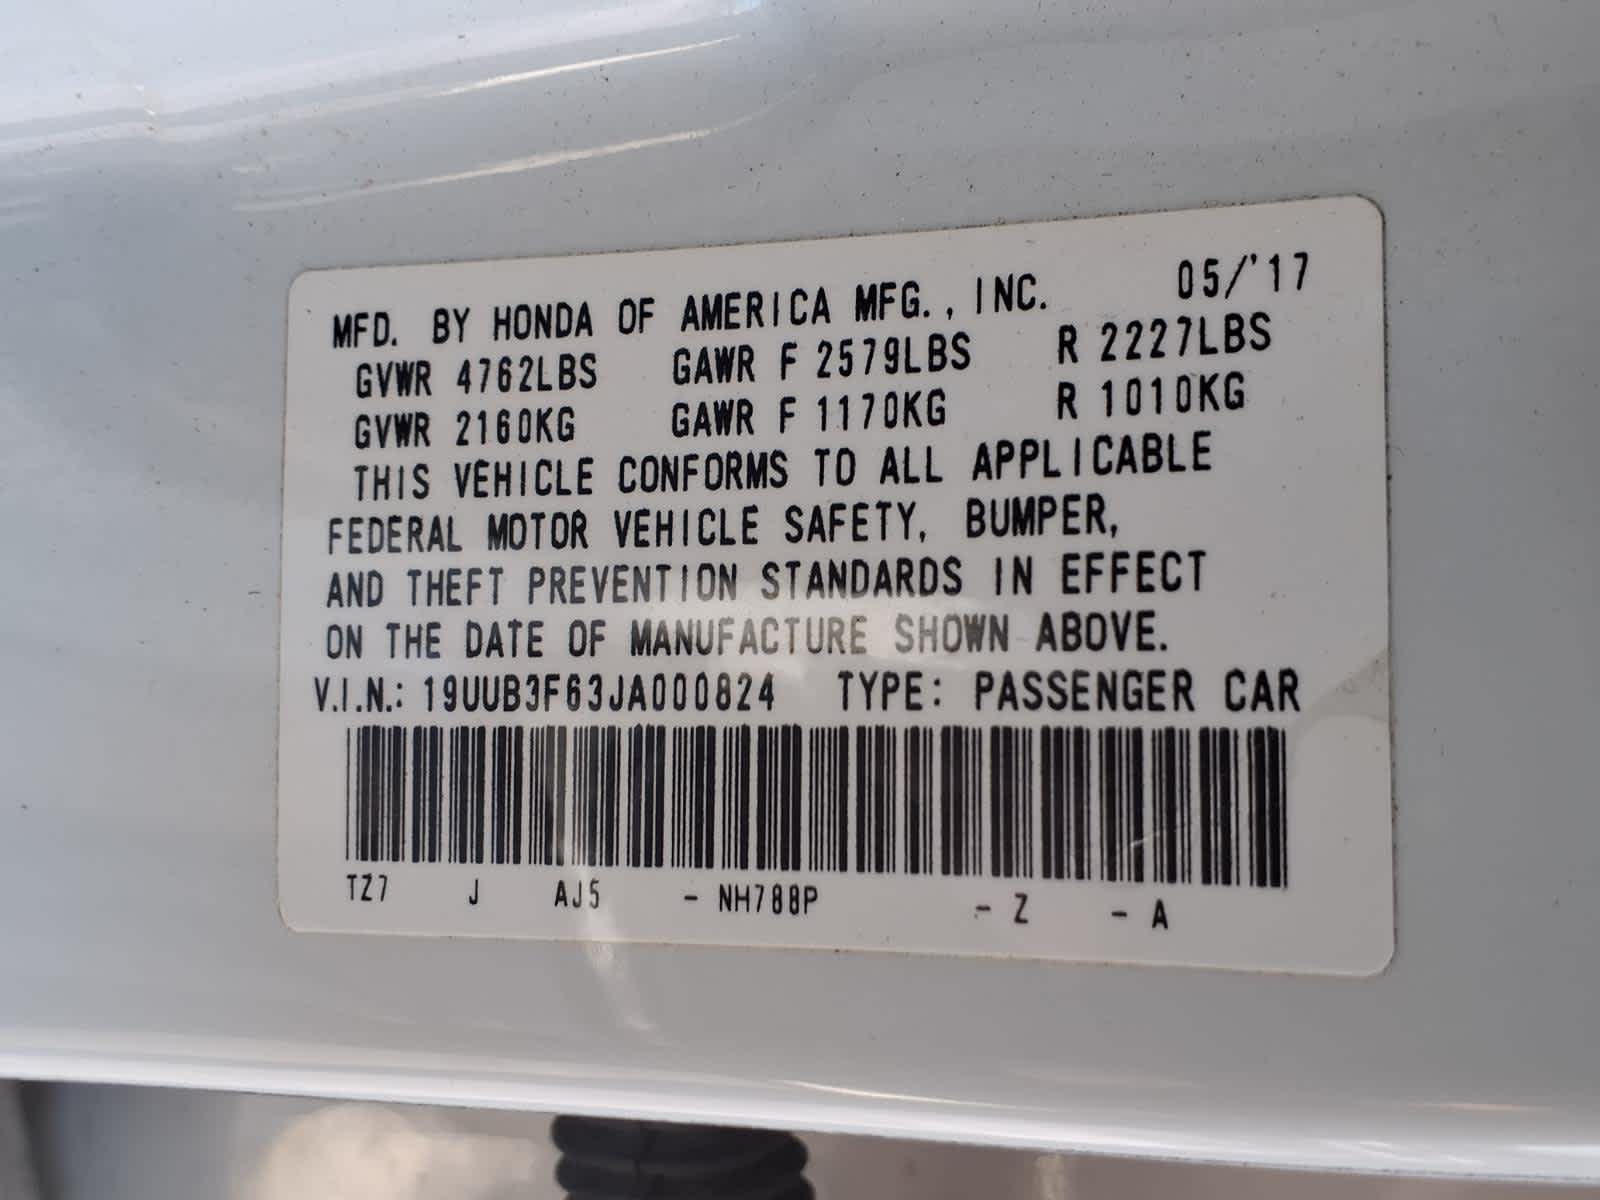 MFD. BY HONDA OF AMERICA MFG., INC. 05/'17
GVWR 4762LBS GAWR F 2579LBS R 2227LBS
GVWR 2160KG GAWR F 1170KG R 1010KG
THIS VEHICLE CONFORMS TO ALL APPLICABLE
FEDERAL MOTOR VEHICLE SAFETY, BUMPER,
AND THEFT PREVENTION STANDARDS IN EFFECT
ON THE DATE OF MANUFACTURE SHOWN ABOVE.
V.I.N.: 19UUB3F63JA000824 TYPE: PASSENGER CAR
TZ7 J AJ5 - NH788P - Z - A